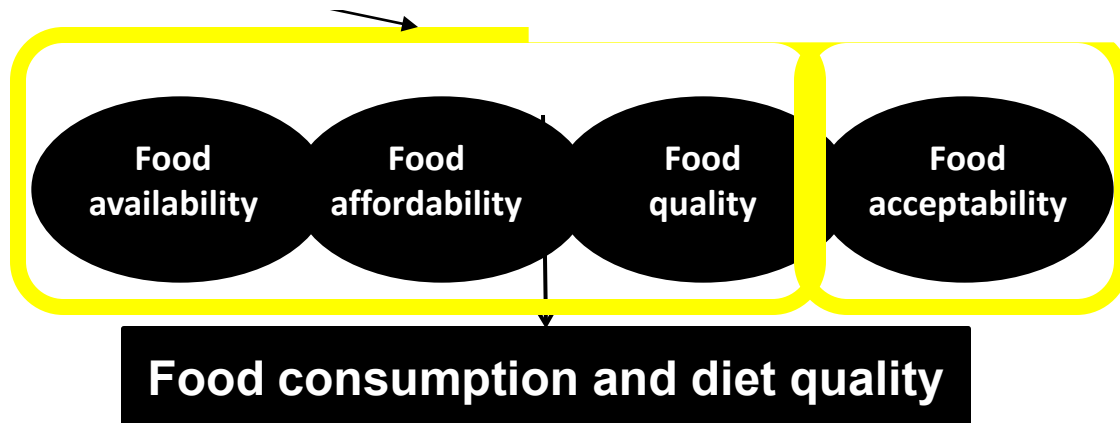 Food
availability
Food
affordability
Food
quality
Food
acceptability
Food consumption and diet quality